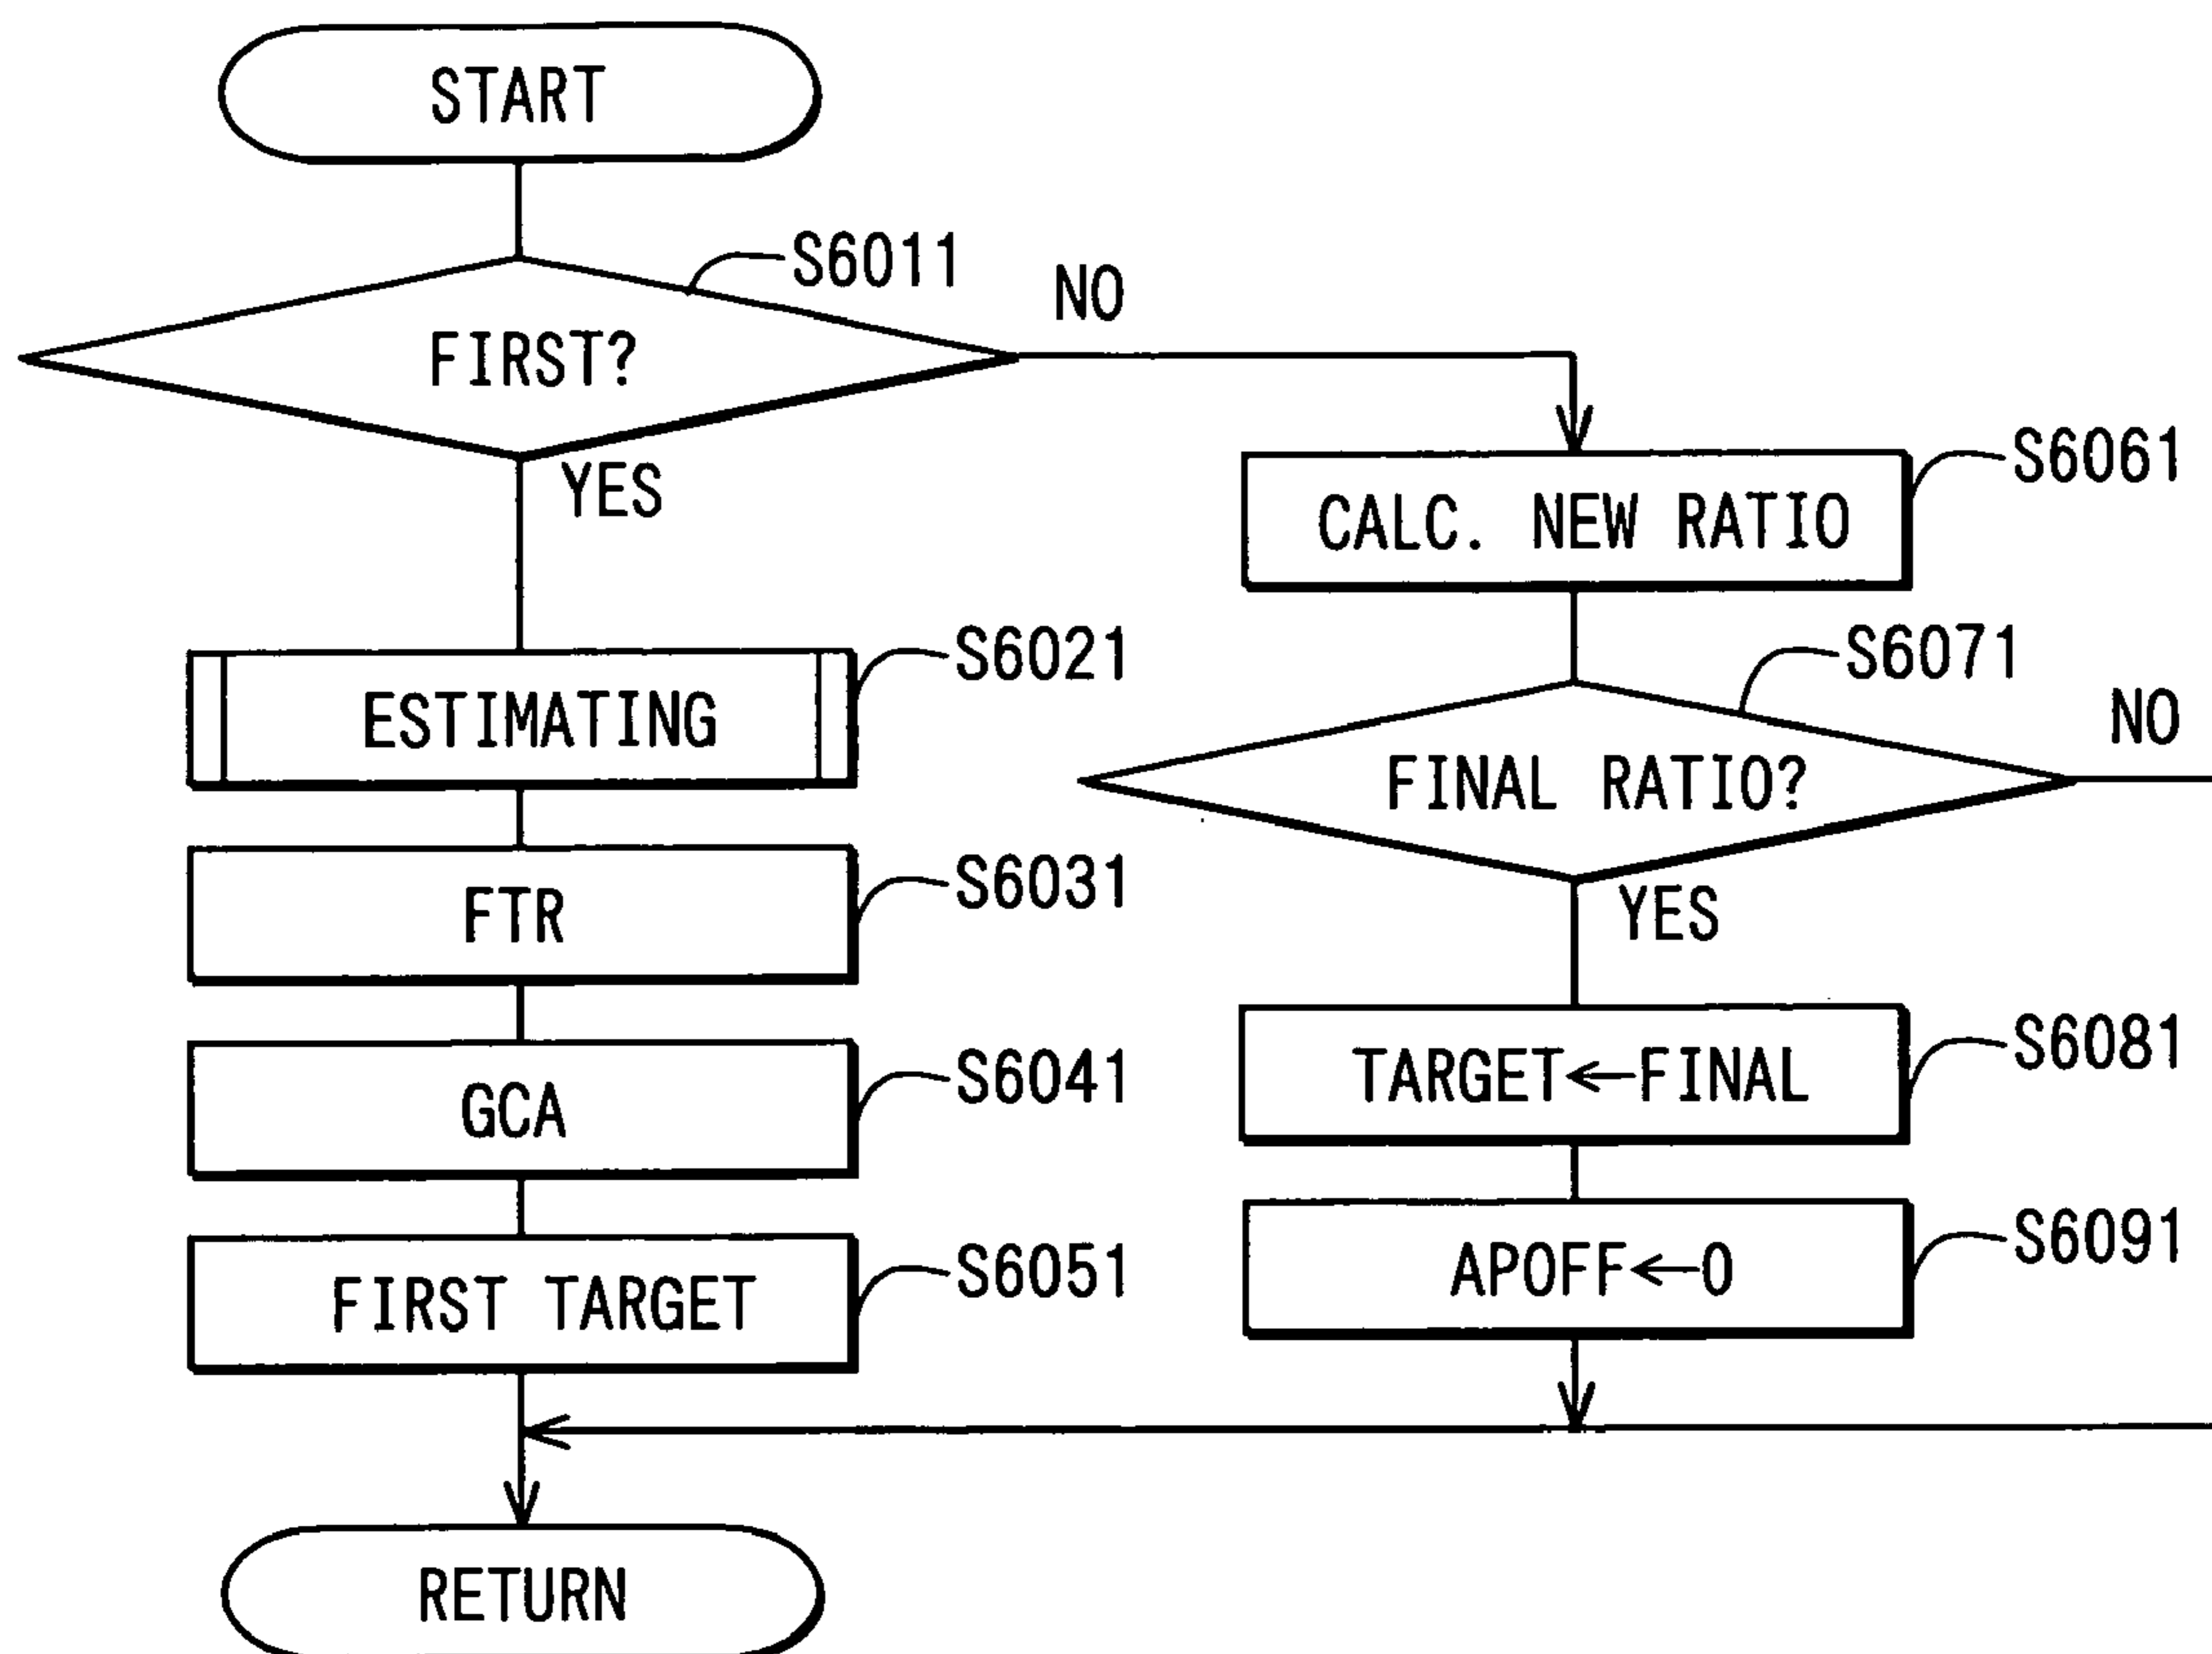 START
S6011
NO
FIRST?
YES
S6021
ESTIMATING
FTR
S6031
GCA
S6041
FIRST TARGET
S6051
RETURN
CALC. NEW RATIO
S6061
S6071
NO
FINAL RATIO?
YES
TARGET←FINAL
S6081
APOFF←0
S6091